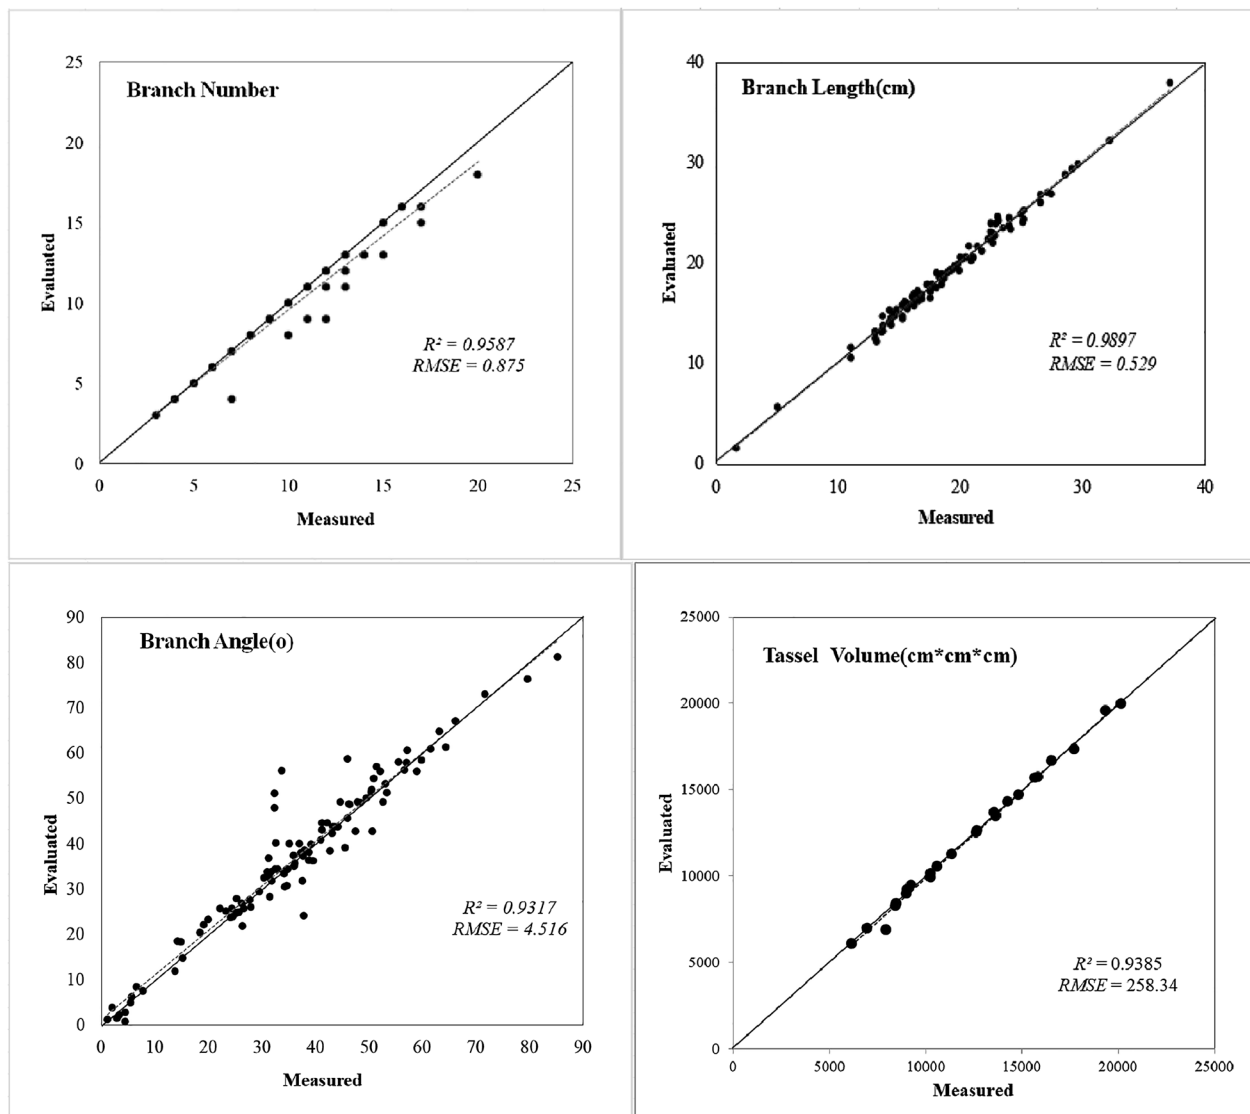 Branch Number
25
20
15
10
5
0
Evaluated
R² = 0.9587
RMSE = 0.875
0 5 10 15 20 25
Measured
Branch Length(cm)
40
30
20
10
0
Evaluated
R² = 0.9897
RMSE = 0.529
0 10 20 30 40
Measured
Branch Angle(o)
90
80
70
60
50
40
30
20
10
0
Evaluated
R² = 0.9317
RMSE = 4.516
0 10 20 30 40 50 60 70 80 90
Measured
Tassel Volume(cm*cm*cm)
25000
20000
15000
10000
5000
0
Evaluated
R² = 0.9385
RMSE = 258.34
0 5000 10000 15000 20000 25000
Measured